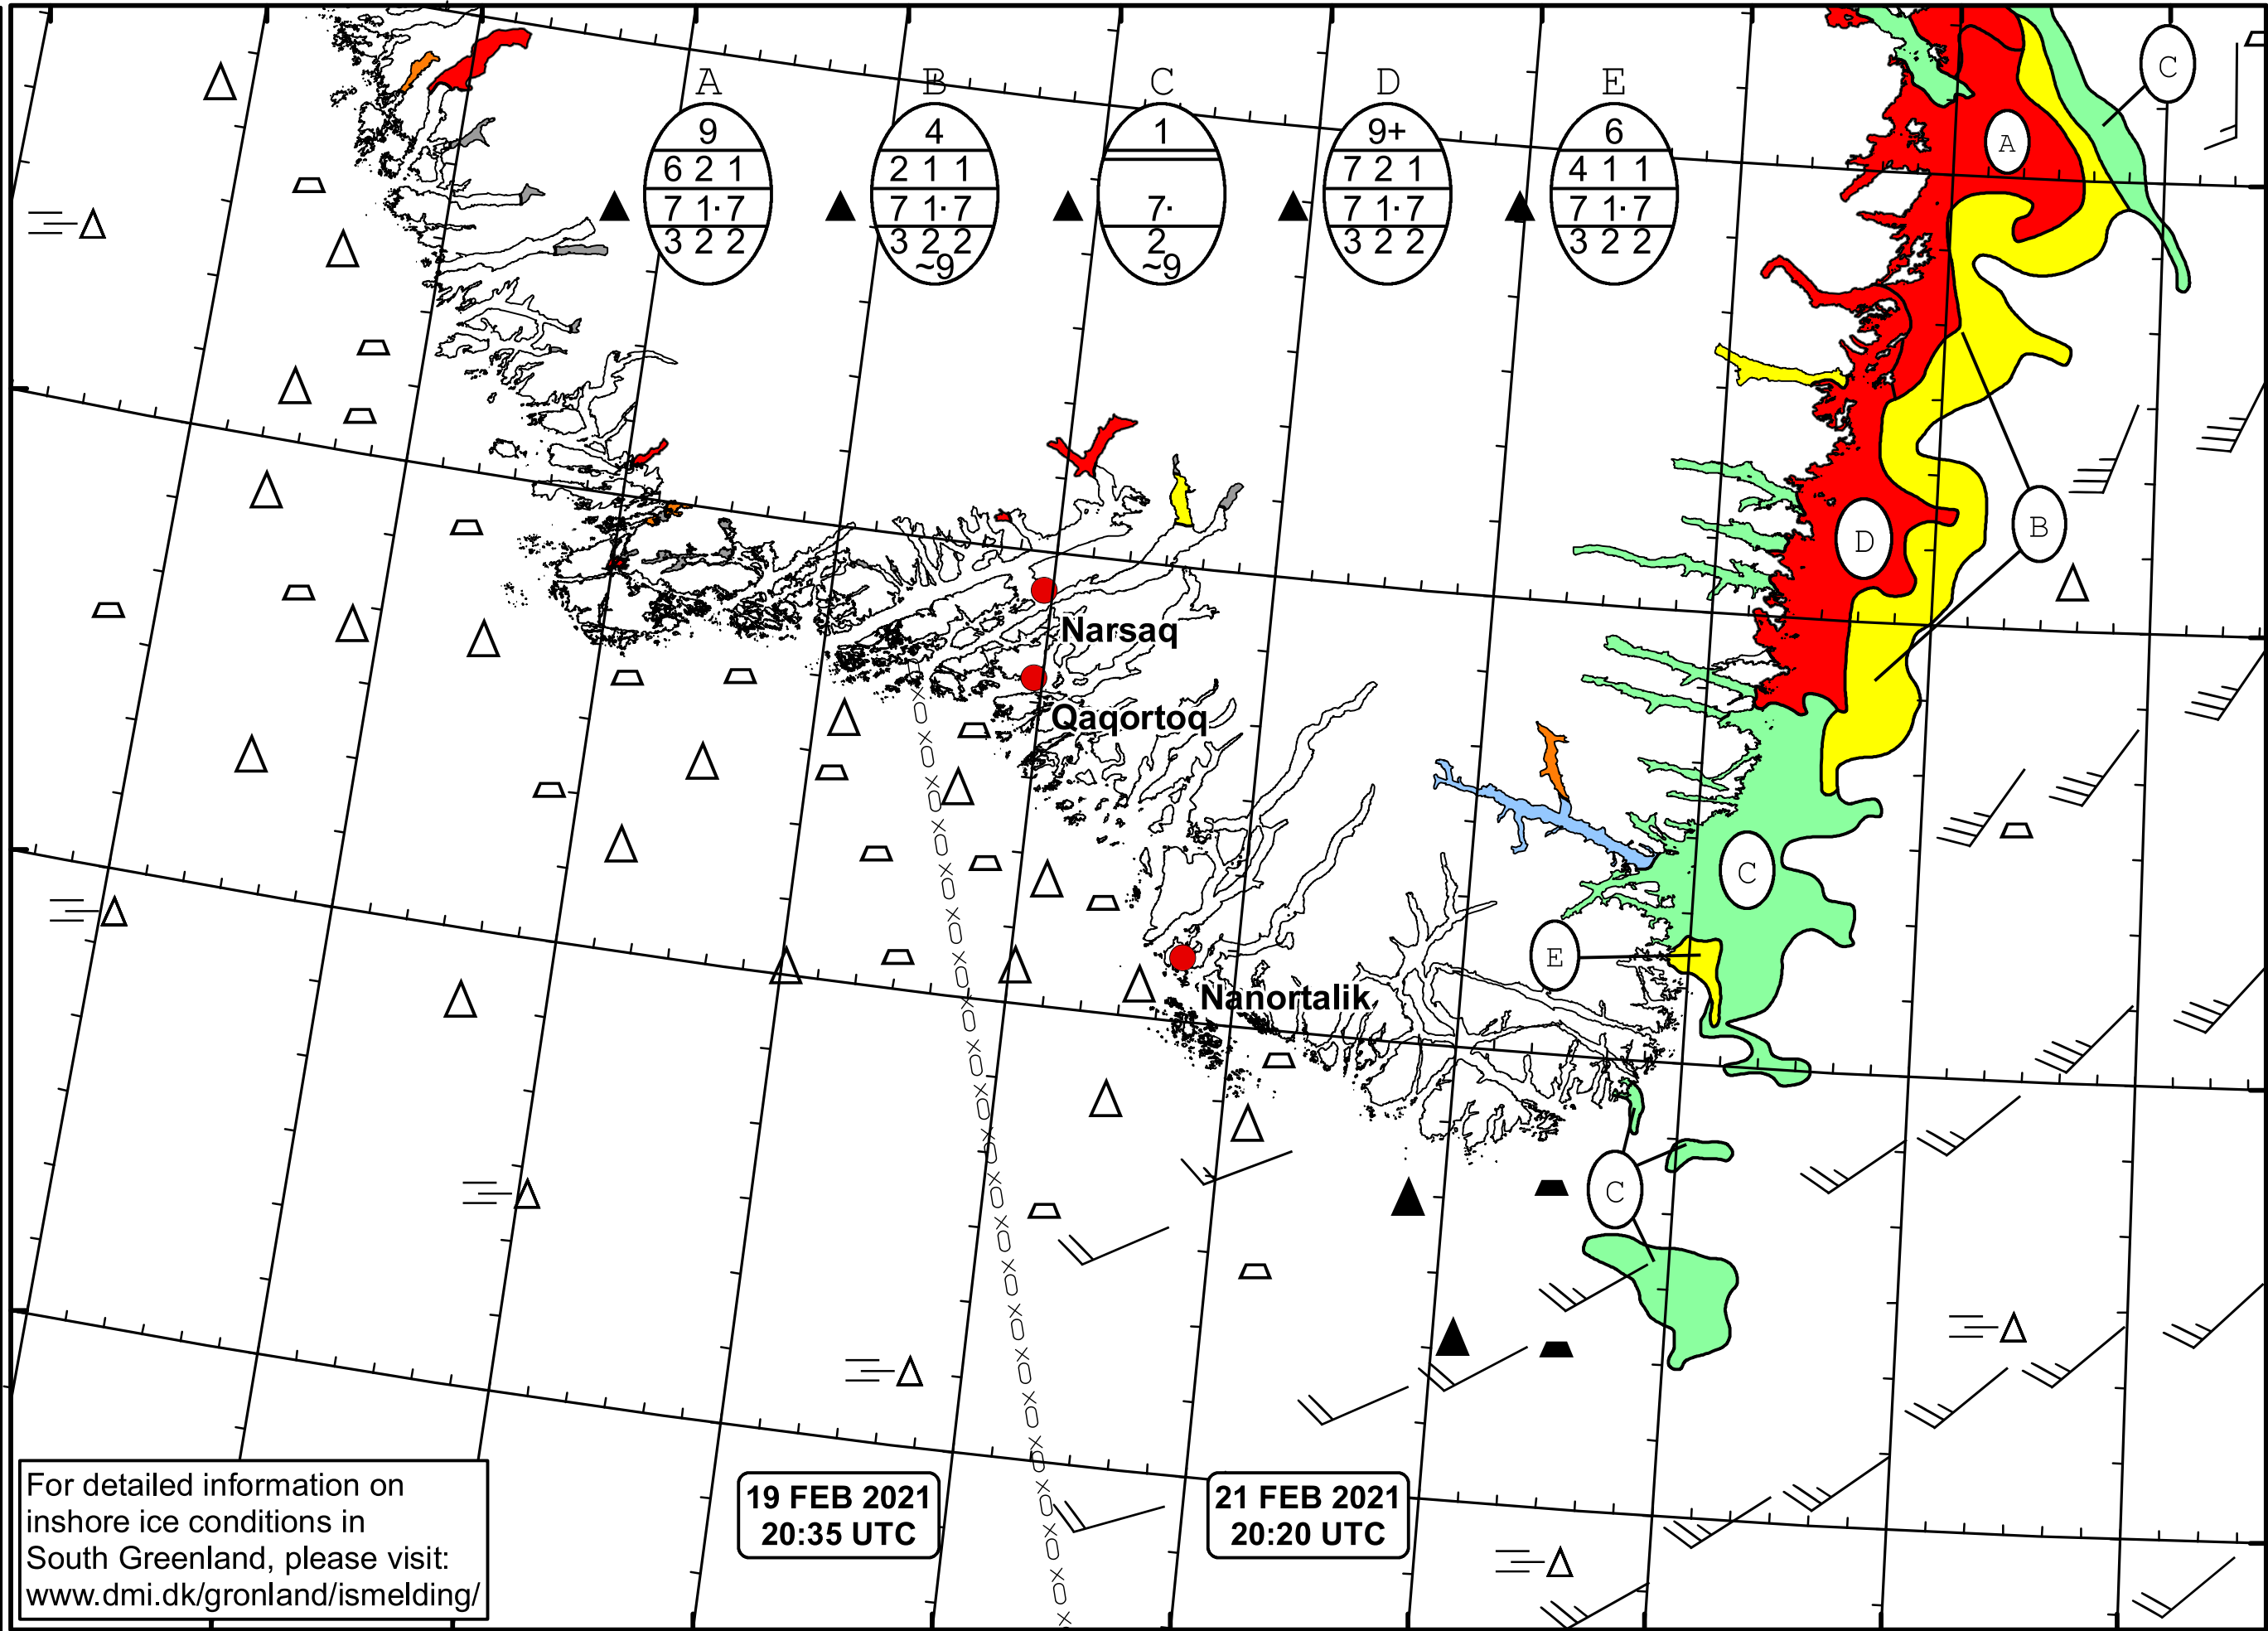 A B C D E
9 4 1 9+ 6
6 2 1 2 1 1 7 2 1 4 1 1
7 1· 7 7 1· 7 7· 7 1· 7 7 1· 7
3 2 2 3 2 2 2 3 2 2 3 2 2
~9 ~9
C
A
B
D
Narsaq
Qaqortoq
C
E
Nanortalik
C
For detailed information on
inshore ice conditions in
South Greenland, please visit:
www.dmi.dk/gronland/ismelding/
19 FEB 2021
20:35 UTC
21 FEB 2021
20:20 UTC